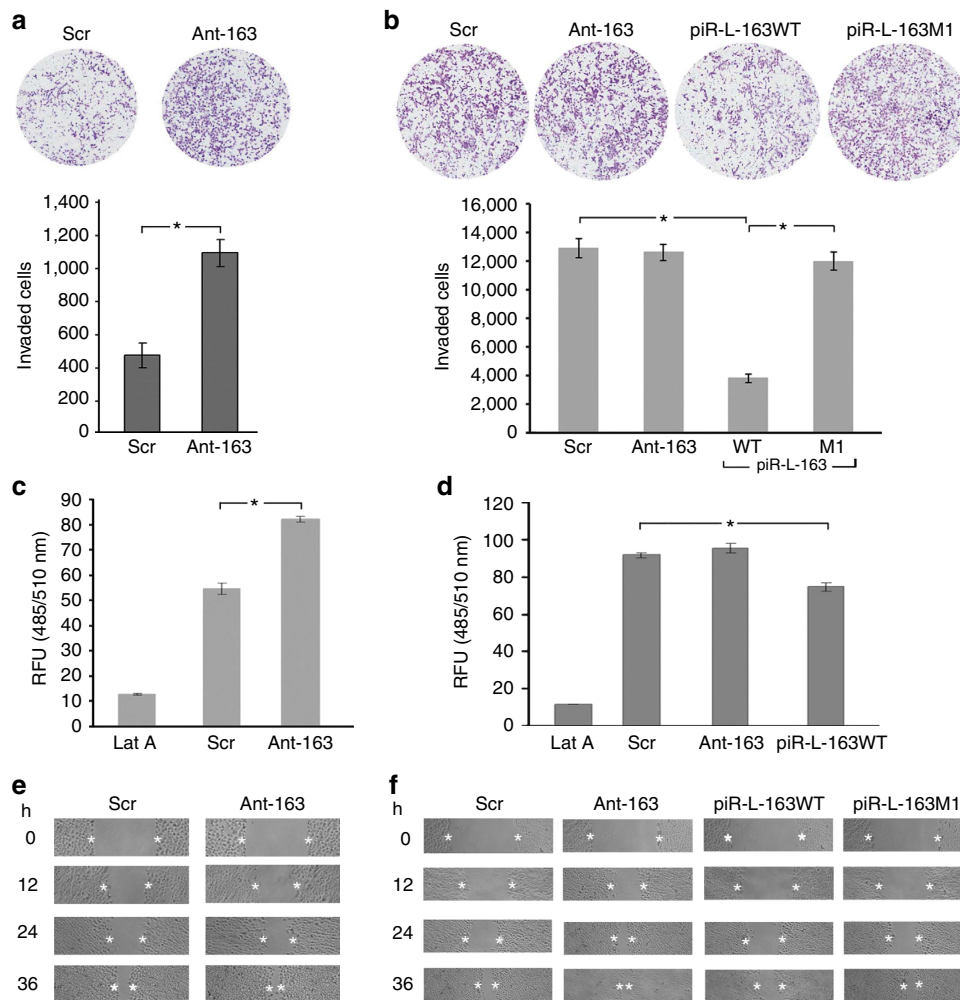 a
Scr Ant-163
1,400
1,200
1,000
800
600
400
200
0
Invaded cells
*
Scr Ant-163
b
Scr Ant-163 piR-L-163WT piR-L-163M1
16,000
14,000
12,000
10,000
8,000
6,000
4,000
2,000
0
Invaded cells
* *
Scr Ant-163 WT M1
piR-L-163
c
90
80
70
60
50
40
30
20
10
0
RFU (485/510 nm)
*
Lat A Scr Ant-163
d
120
100
80
60
40
20
0
RFU (485/510 nm)
*
Lat A Scr Ant-163 piR-L-163WT
e
h Scr Ant-163
0 * * * *
12 * * * *
24 * * * *
36 * * * *
f
h Scr Ant-163 piR-L-163WT piR-L-163M1
0 * * * * * * * *
12 * * * * * * * *
24 * * * * * * * *
36 * * * * * * * *